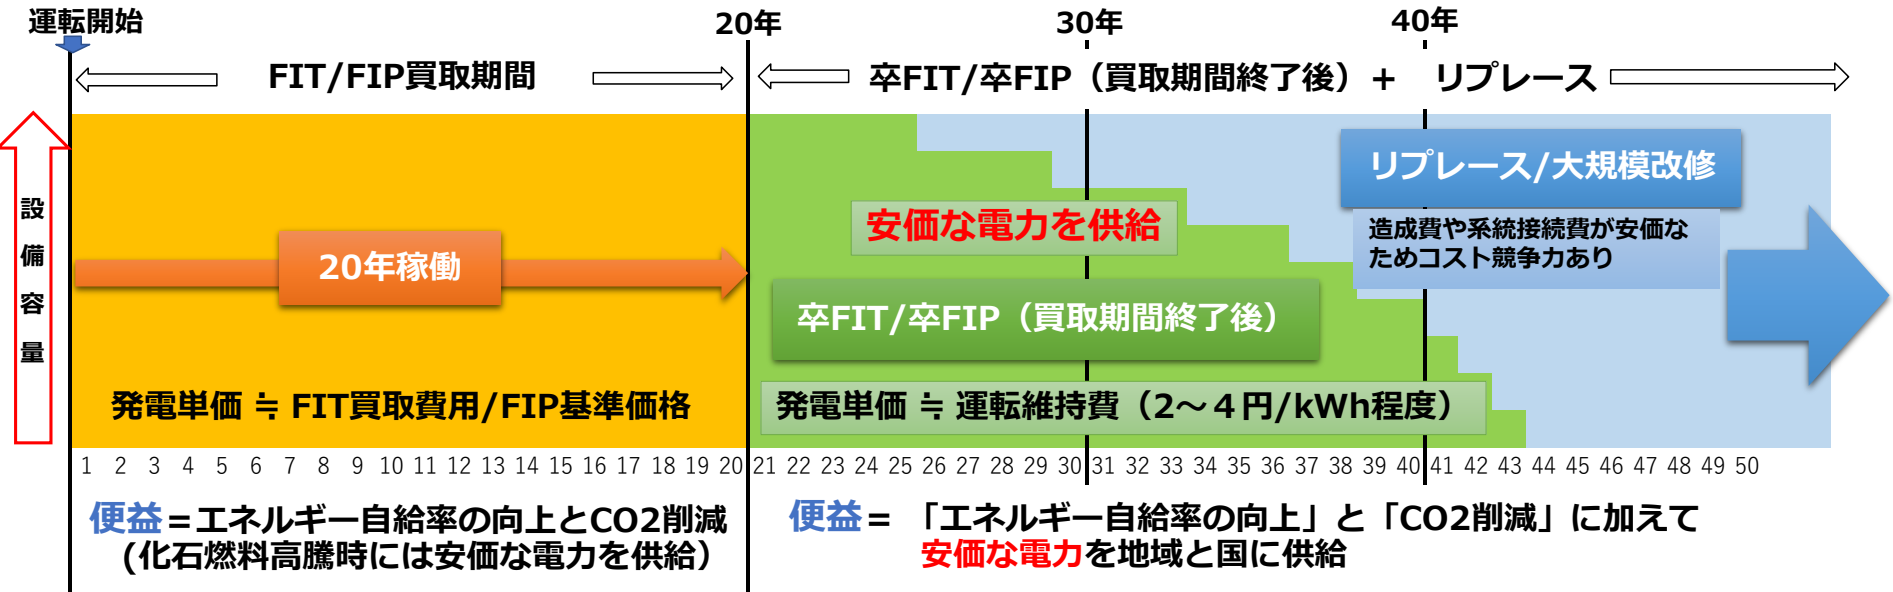 運転開始
20年
30年
40年
FIT/FIP買取期間
卒FIT/卒FIP（買取期間終了後）＋　リプレース
設備容量
リプレース/大規模改修
造成費や系統接続費が安価な
ためコスト競争力あり
安価な電力を供給
20年稼働
卒FIT/卒FIP（買取期間終了後）
発電単価 ≒ FIT買取費用/FIP基準価格
発電単価 ≒ 運転維持費（2～４円/kWh程度）
1 2 3 4 5 6 7 8 9 10 11 12 13 14 15 16 17 18 19 20 21 22 23 24 25 26 27 28 29 30 31 32 33 34 35 36 37 38 39 40 41 42 43 44 45 46 47 48 49 50
便益＝エネルギー自給率の向上とCO2削減
(化石燃料高騰時には安価な電力を供給）
便益＝ 「エネルギー自給率の向上」と「CO2削減」に加えて
安価な電力を地域と国に供給